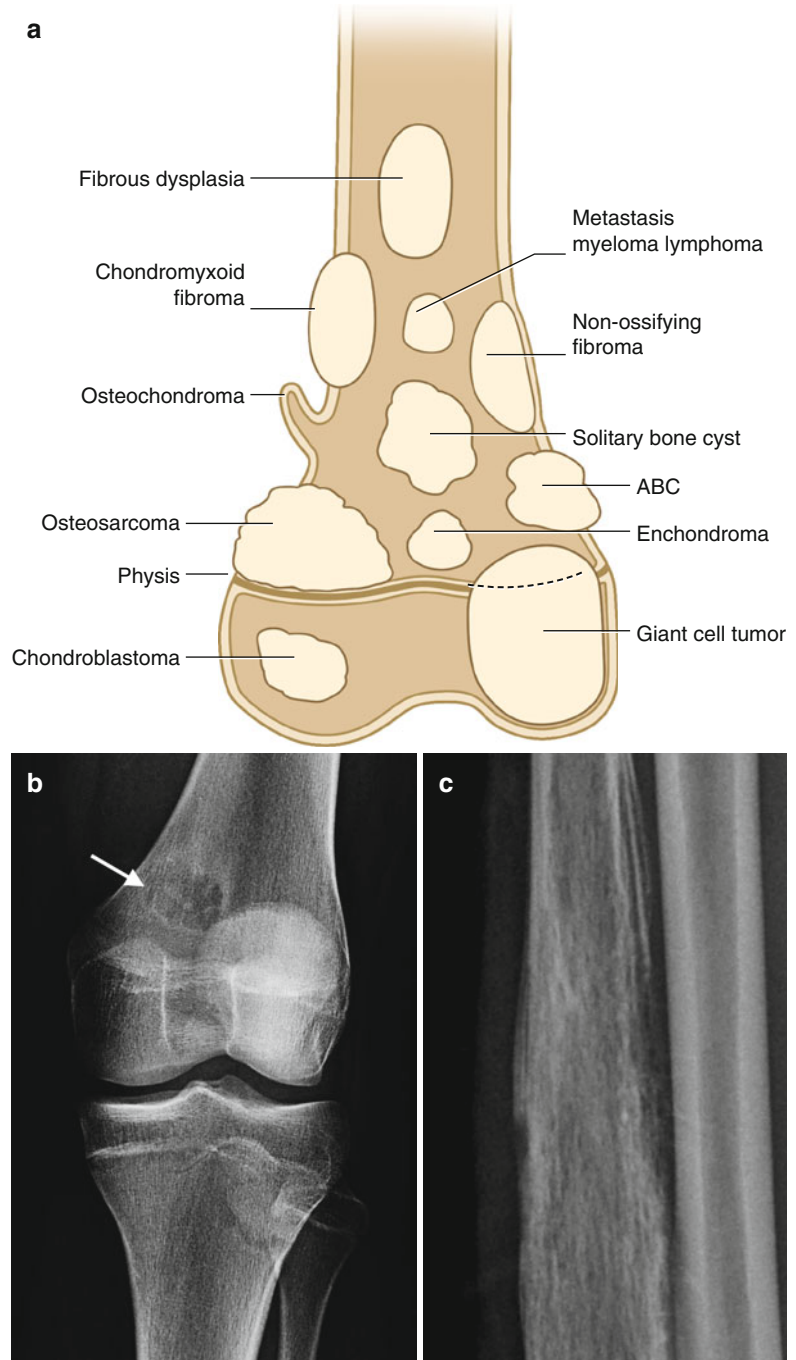 a
Fibrous dysplasia
Metastasis
myeloma lymphoma
Chondromyxoid
fibroma
Non-ossifying
fibroma
Osteochondroma
Solitary bone cyst
ABC
Osteosarcoma
Enchondroma
Physis
Giant cell tumor
Chondroblastoma
b
c